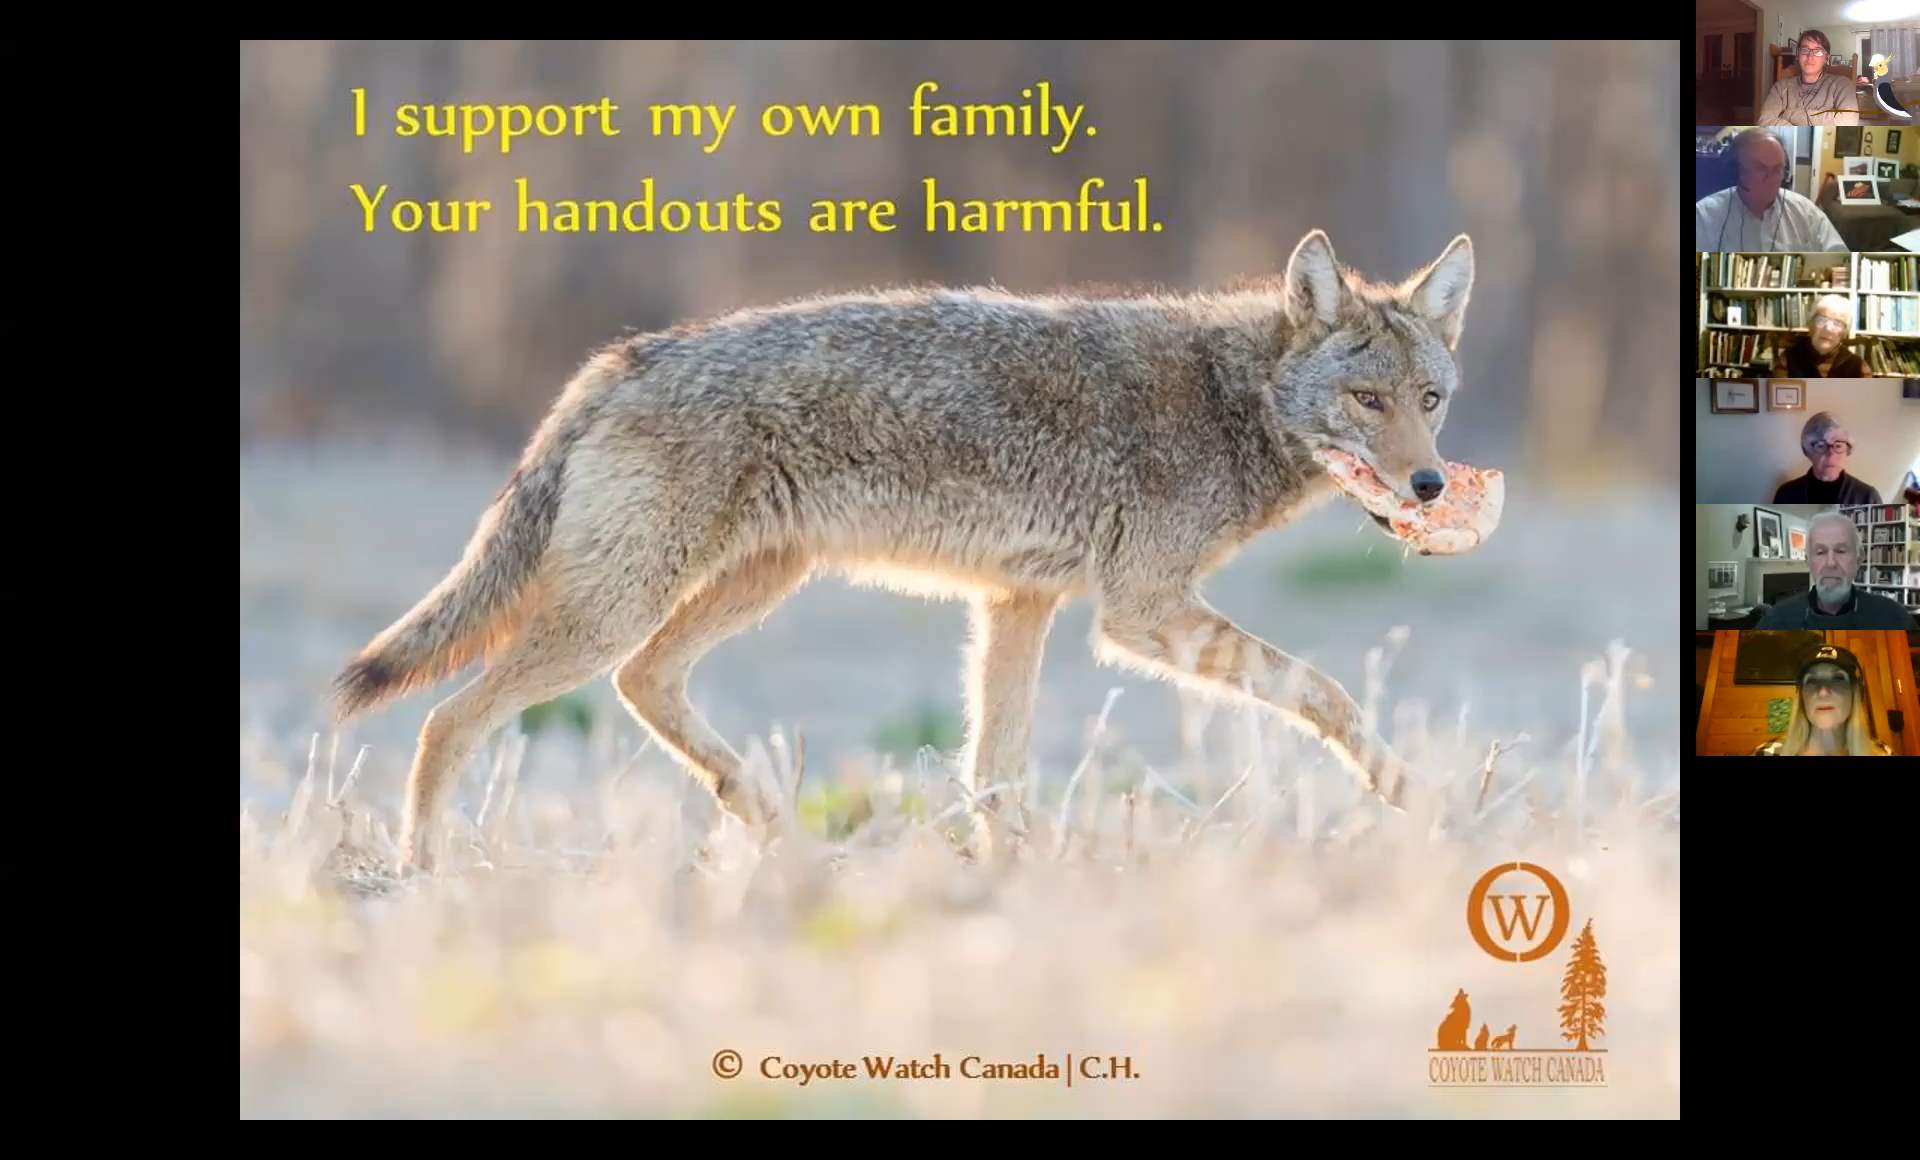 I support my own family.
Your handouts are harmful.
W
COYOTE WATCH CANADA
© Coyote Watch Canada | C.H.